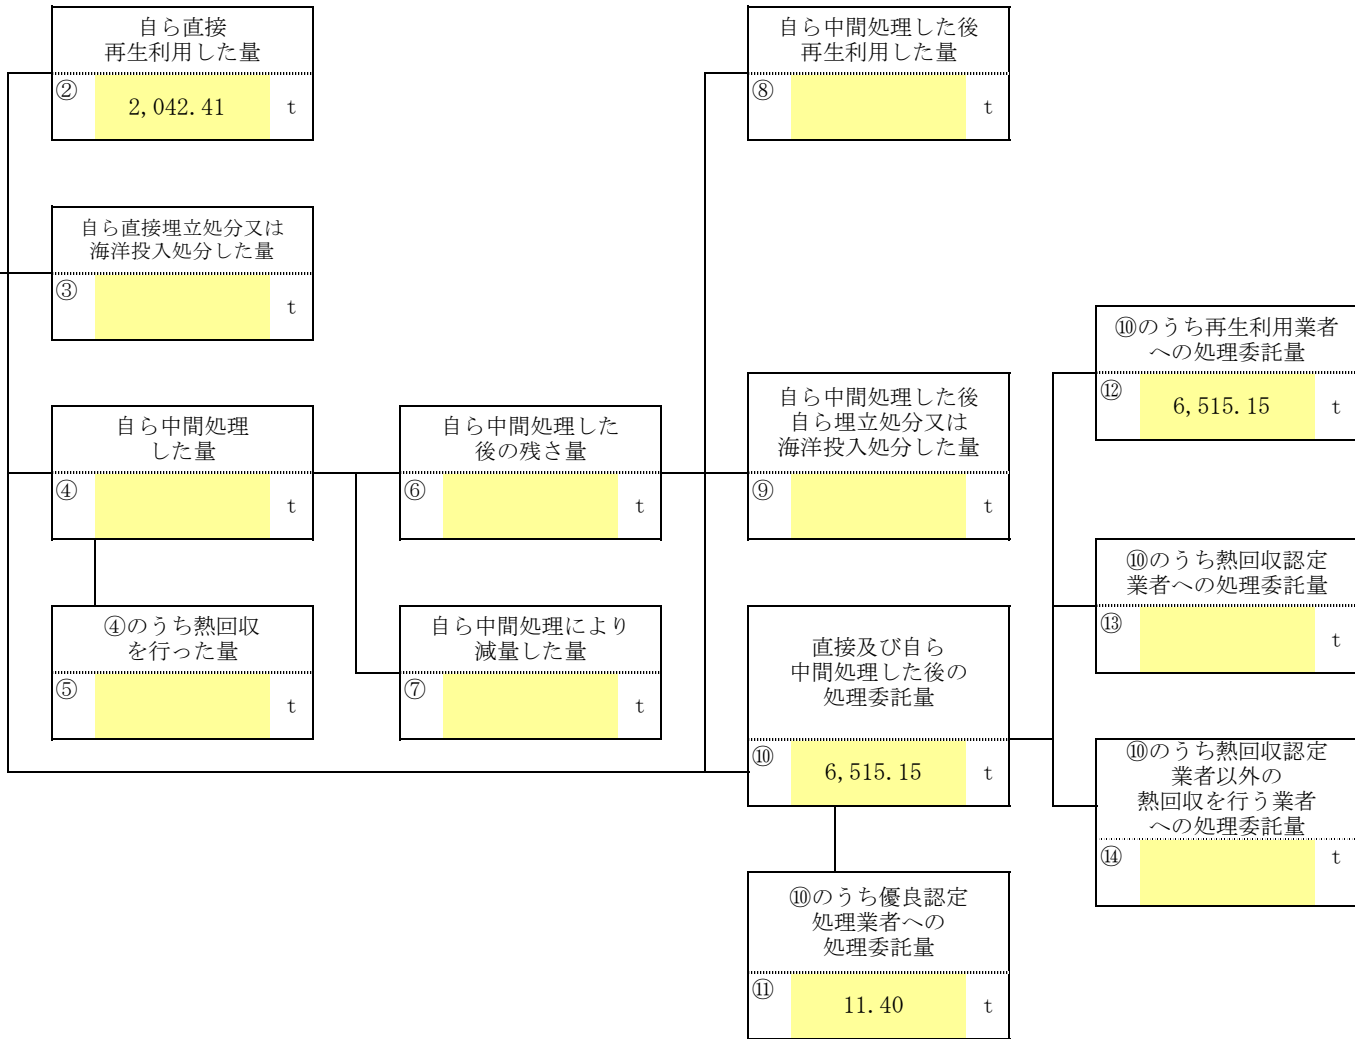 自ら直接
再生利用した量
② 2,042.41 t
自ら直接埋立処分又は
海洋投入処分した量
③ t
自ら中間処理
した量
④ t
④のうち熱回収
を行った量
⑤ t
自ら中間処理した
後の残さ量
⑥ t
自ら中間処理により
減量した量
⑦ t
自ら中間処理した後
再生利用した量
⑧ t
自ら中間処理した後
自ら埋立処分又は
海洋投入処分した量
⑨ t
直接及び自ら
中間処理した後の
処理委託量
⑩ 6,515.15 t
⑩のうち優良認定
処理業者への
処理委託量
⑪ 11.40 t
⑩のうち再生利用業者
への処理委託量
⑫ 6,515.15 t
⑩のうち熱回収認定
業者への処理委託量
⑬ t
⑩のうち熱回収認定
業者以外の
熱回収を行う業者
への処理委託量
⑭ t